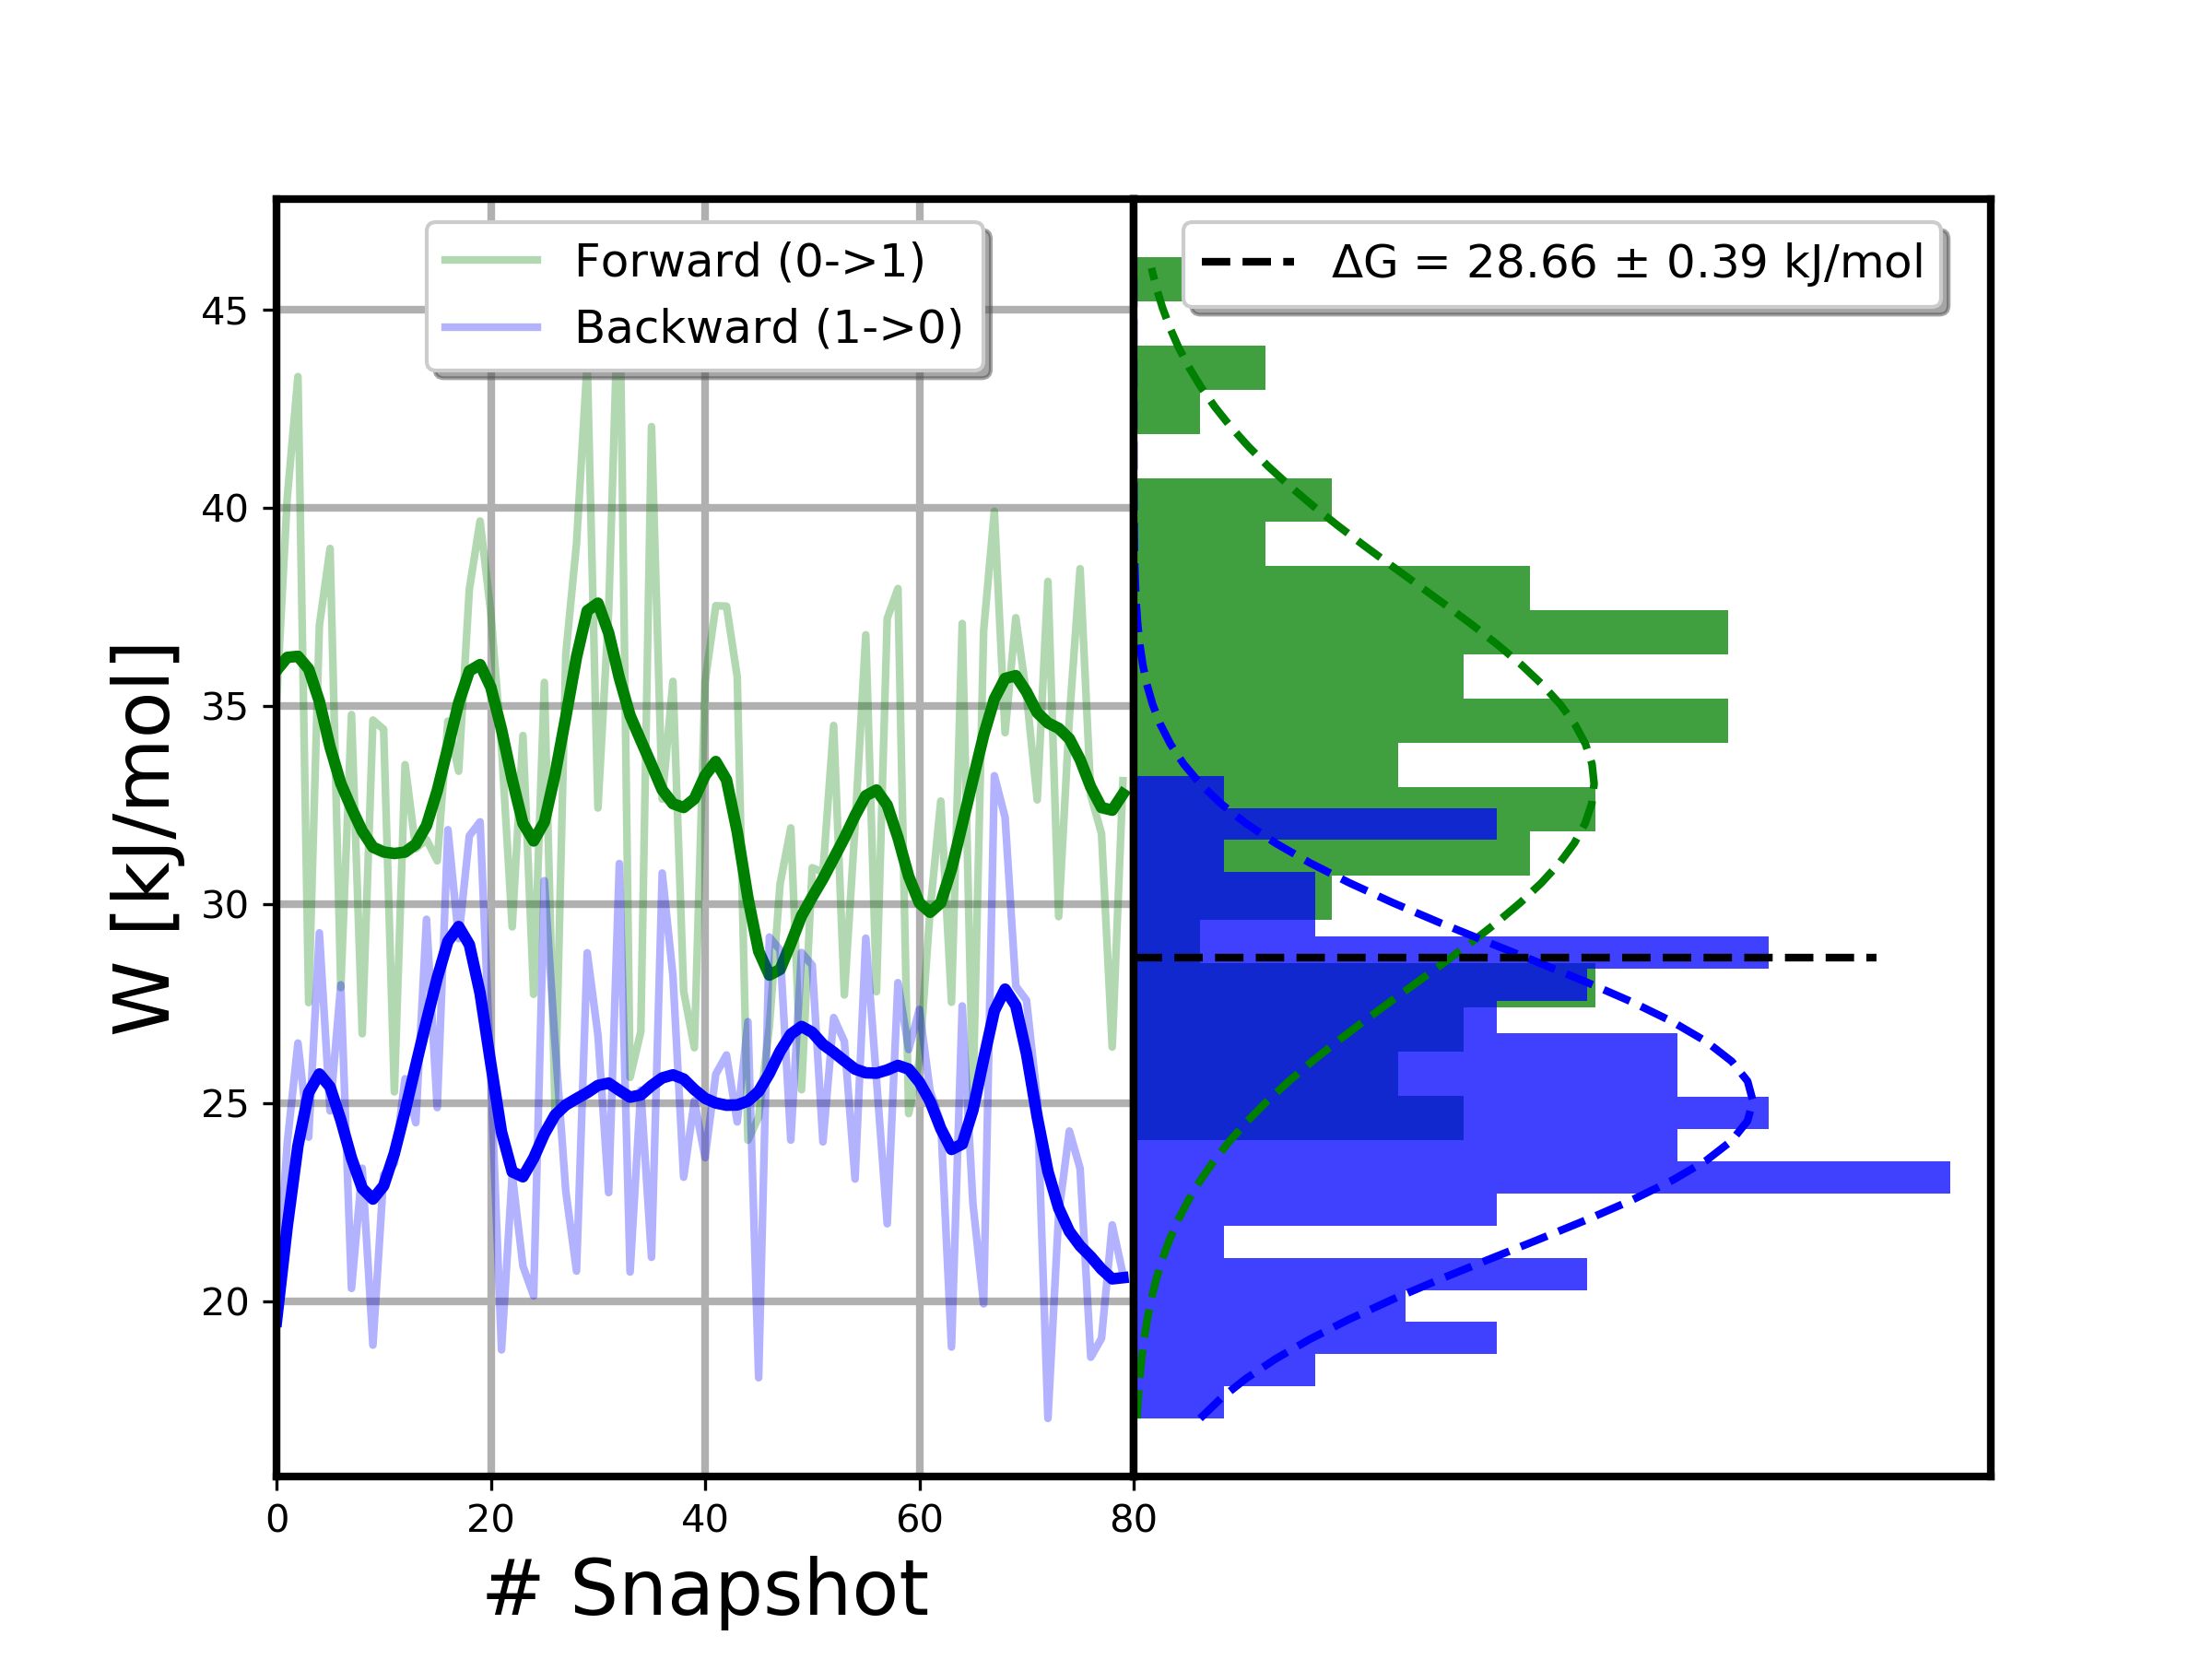 Forward (0->1)
Backward (1->0)
ΔG = 28.66 ± 0.39 kJ/mol
W [kJ/mol]
45
40
35
30
25
20
0 20 40 60 80
# Snapshot